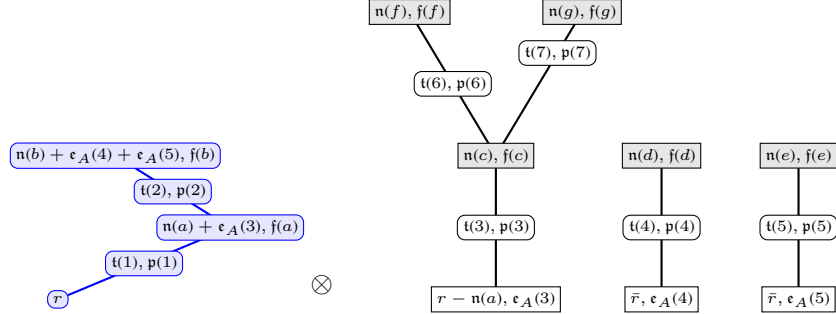 𝔫(f), 𝔣(f)
𝔫(g), 𝔣(g)
𝔱(7), 𝔭(7)
𝔱(6), 𝔭(6)
𝔫(b) + 𝔢_A(4) + 𝔢_A(5), 𝔣(b)
𝔫(c), 𝔣(c)
𝔫(d), 𝔣(d)
𝔫(e), 𝔣(e)
𝔱(2), 𝔭(2)
𝔫(a) + 𝔢_A(3), 𝔣(a)
𝔱(3), 𝔭(3)
𝔱(4), 𝔭(4)
𝔱(5), 𝔭(5)
𝔱(1), 𝔭(1)
r
⊗
r − 𝔫(a), 𝔢_A(3)
r̄, 𝔢_A(4)
r̄, 𝔢_A(5)